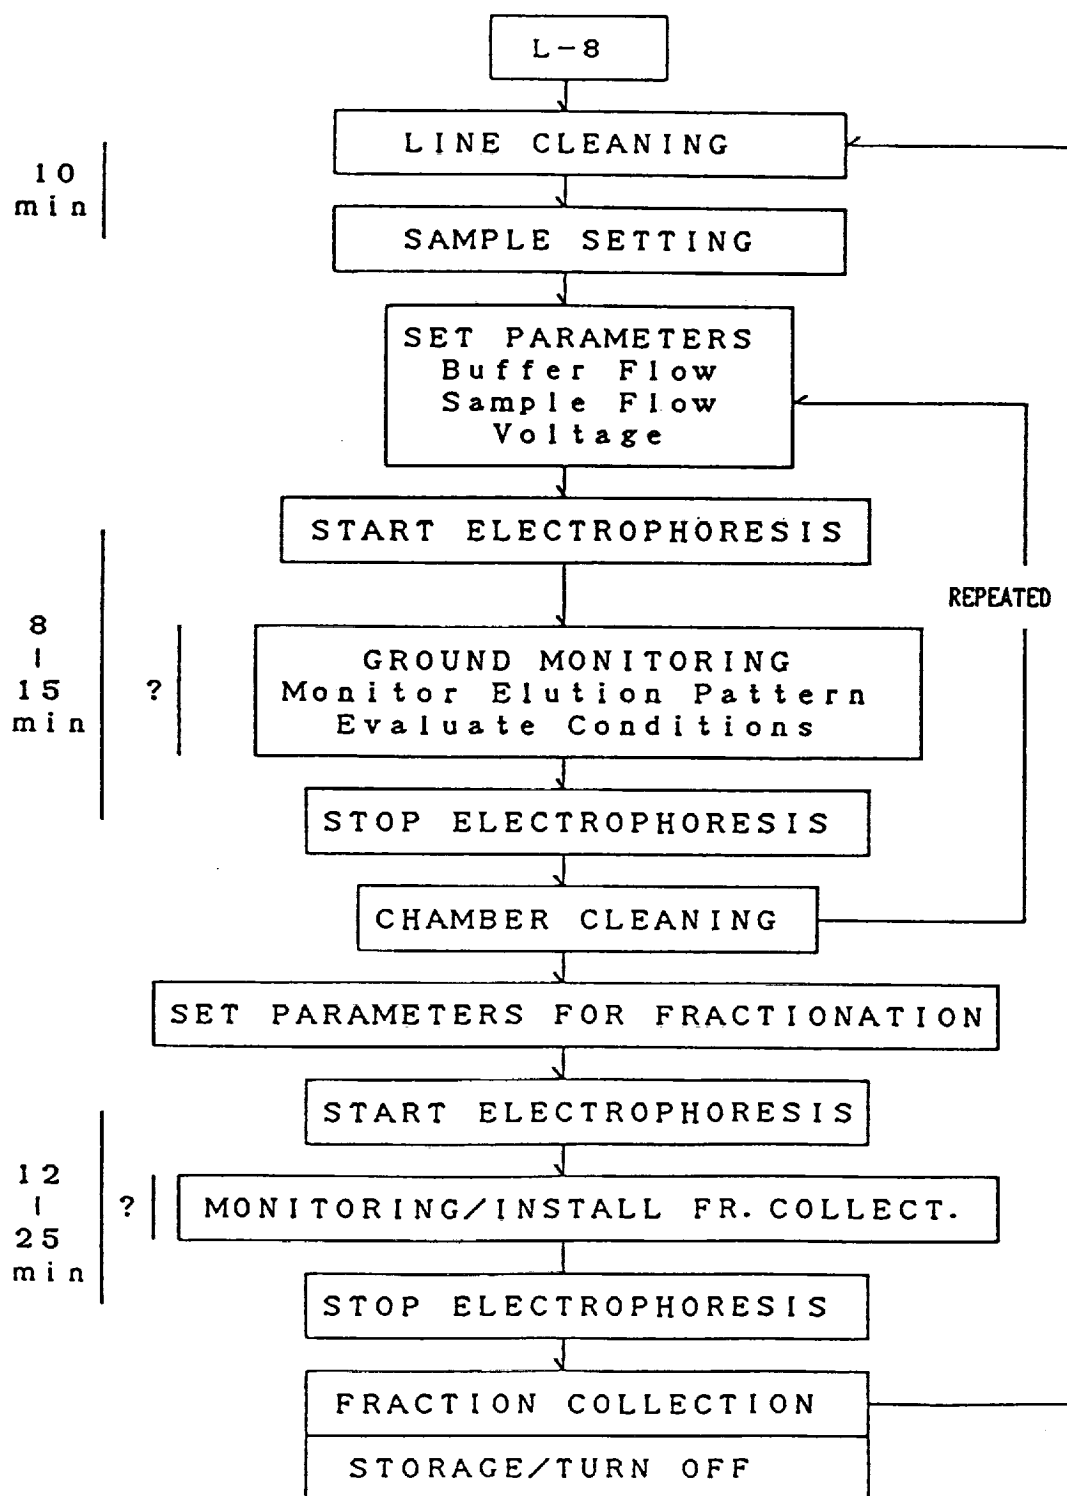 L-8
LINE CLEANING
10
min
SAMPLE SETTING
SET PARAMETERS
Buffer Flow
Sample Flow
Voltage
START ELECTROPHORESIS
REPEATED
8
-
15
min
?
GROUND MONITORING
Monitor Elution Pattern
Evaluate Conditions
STOP ELECTROPHORESIS
CHAMBER CLEANING
SET PARAMETERS FOR FRACTIONATION
START ELECTROPHORESIS
12
-
25
min
?
MONITORING/INSTALL FR. COLLECT.
STOP ELECTROPHORESIS
FRACTION COLLECTION
STORAGE/TURN OFF